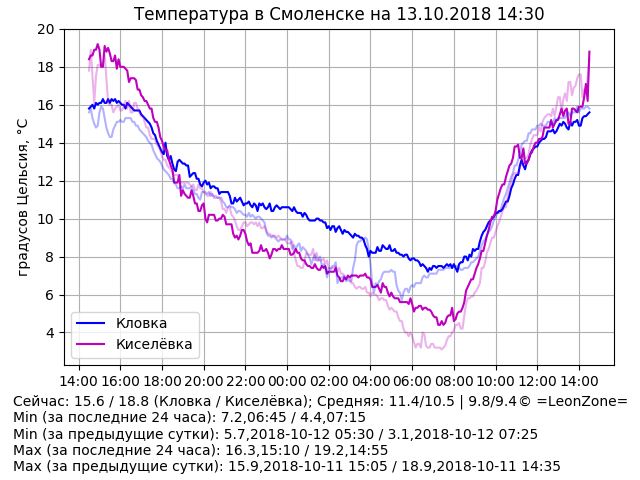 Температура в Смоленске на 13.10.2018 14:30
градусов Цельсия, °C
20
18
16
14
12
10
8
6
4
Кловка
Киселёвка
14:00 16:00 18:00 20:00 22:00 00:00 02:00 04:00 06:00 08:00 10:00 12:00 14:00
Сейчас: 15.6 / 18.8 (Кловка / Киселёвка); Средняя: 11.4/10.5 | 9.8/9.4© =LeonZone=
Min (за последние 24 часа): 7.2,06:45 / 4.4,07:15
Min (за предыдущие сутки): 5.7,2018-10-12 05:30 / 3.1,2018-10-12 07:25
Max (за последние 24 часа): 16.3,15:10 / 19.2,14:55
Max (за предыдущие сутки): 15.9,2018-10-11 15:05 / 18.9,2018-10-11 14:35